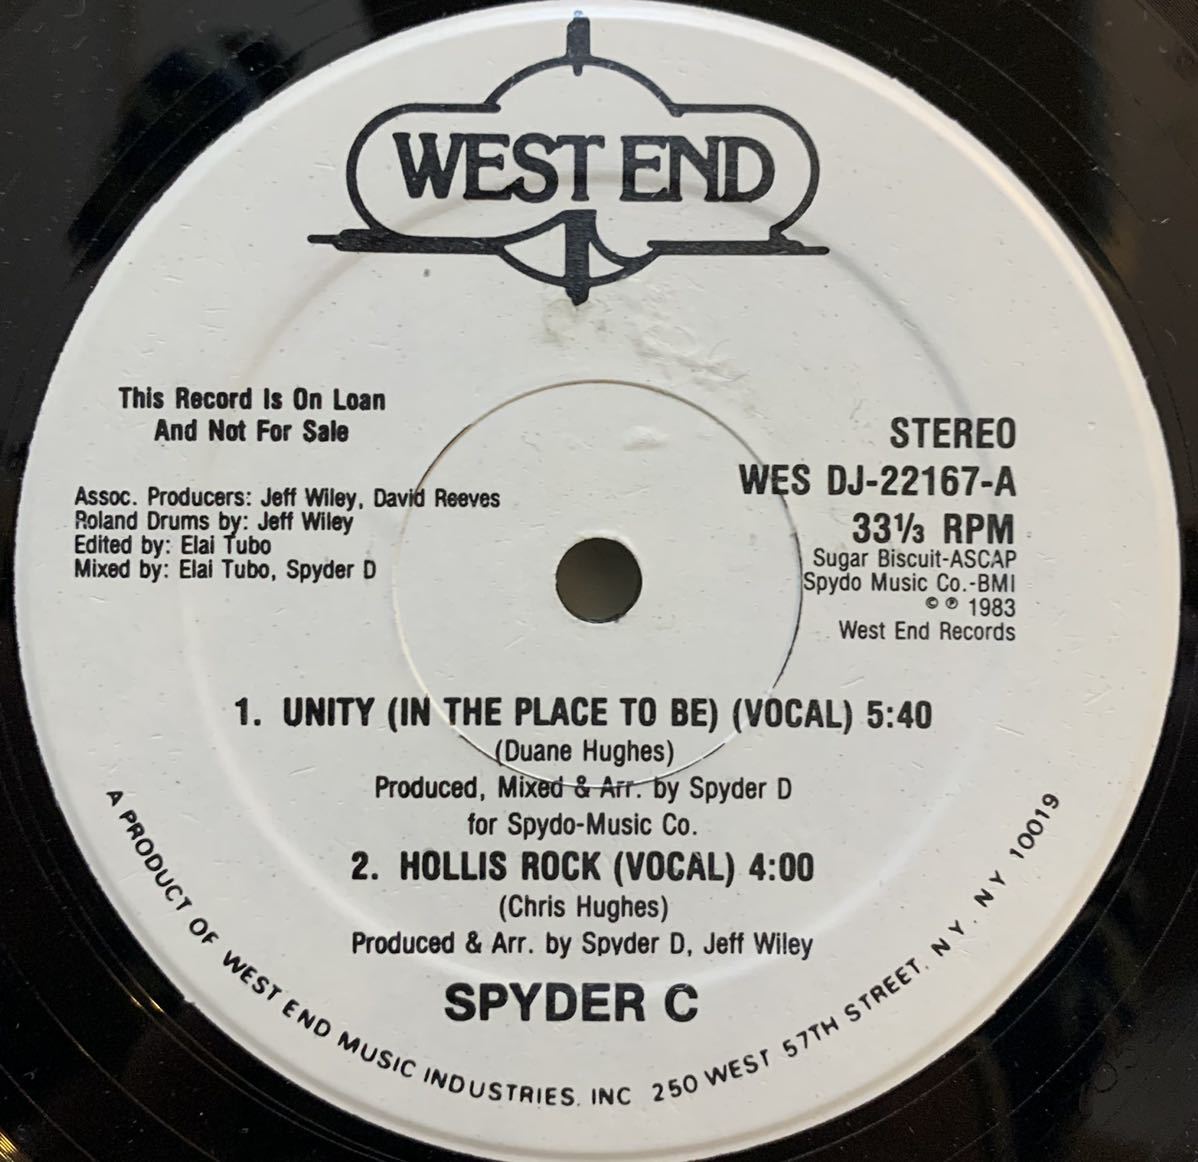 WEST END
This Record Is On Loan
And Not For Sale
Assoc. Producers: Jeff Wiley, David Reeves
Roland Drums by: Jeff Wiley
Edited by: Elai Tubo
Mixed by: Elai Tubo, Spyder D
STEREO
WES DJ-22167-A
33⅓ RPM
Sugar Biscuit-ASCAP
Spydo Music Co.-BMI
© ℗ 1983
West End Records
1. UNITY (IN THE PLACE TO BE) (VOCAL) 5:40
(Duane Hughes)
Produced, Mixed & Arr. by Spyder D
for Spydo-Music Co.
2. HOLLIS ROCK (VOCAL) 4:00
(Chris Hughes)
Produced & Arr. by Spyder D, Jeff Wiley
SPYDER C
A PRODUCT OF WEST END MUSIC INDUSTRIES, INC 250 WEST 57TH STREET, N.Y. NY 10019